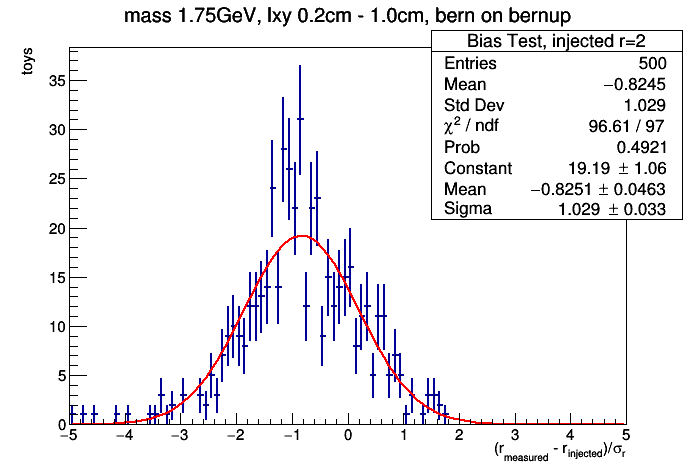 mass 1.75GeV, lxy 0.2cm - 1.0cm, bern on bernup
Bias Test, injected r=2
Entries 500
Mean −0.8245
Std Dev 1.029
χ² / ndf 96.61 / 97
Prob 0.4921
Constant 19.19 ± 1.06
Mean −0.8251 ± 0.0463
Sigma 1.029 ± 0.033
toys
35
30
25
20
15
10
5
0
−5 −4 −3 −2 −1 0 1 2 3 4 5
(r_measured - r_injected)/σ_r